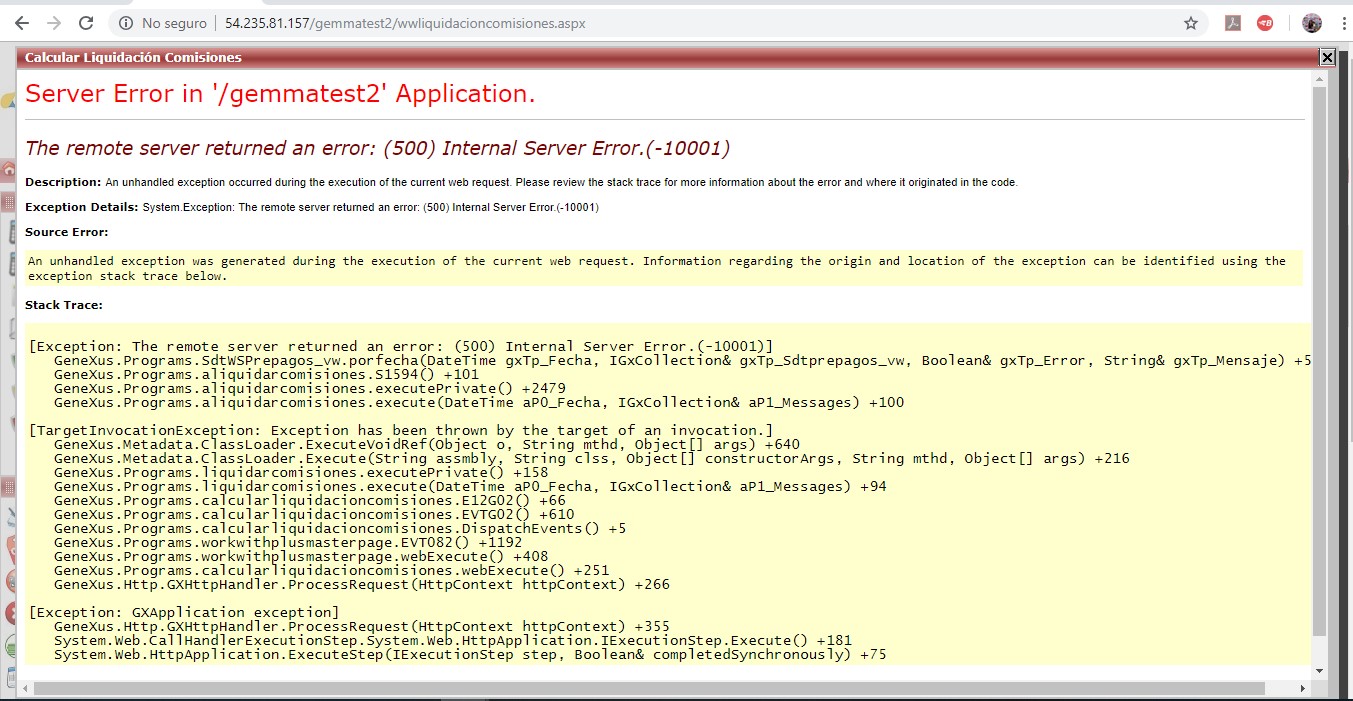 No seguro
54.235.81.157/gemmatest2/wwliquidacioncomisiones.aspx
Calcular Liquidación Comisiones
Server Error in '/gemmatest2' Application.
The remote server returned an error: (500) Internal Server Error.(-10001)
Description: An unhandled exception occurred during the execution of the current web request. Please review the stack trace for more information about the error and where it originated in the code.
Exception Details: System.Exception: The remote server returned an error: (500) Internal Server Error.(-10001)
Source Error:
An unhandled exception was generated during the execution of the current web request. Information regarding the origin and location of the exception can be identified using the
exception stack trace below.
Stack Trace:
[Exception: The remote server returned an error: (500) Internal Server Error.(-10001)]
GeneXus.Programs.SdtWSPrepagos_vw.porfecha(DateTime gxTp_Fecha, IGxCollection& gxTp_Sdtprepagos_vw, Boolean& gxTp_Error, String& gxTp_Mensaje) +5
GeneXus.Programs.aliquidarcomisiones.S1594() +101
GeneXus.Programs.aliquidarcomisiones.executePrivate() +2479
GeneXus.Programs.aliquidarcomisiones.execute(DateTime aP0_Fecha, IGxCollection& aP1_Messages) +100
[TargetInvocationException: Exception has been thrown by the target of an invocation.]
GeneXus.Metadata.ClassLoader.ExecuteVoidRef(Object o, String mthd, Object[] args) +640
GeneXus.Metadata.ClassLoader.Execute(String assmbly, String clss, Object[] constructorArgs, String mthd, Object[] args) +216
GeneXus.Programs.liquidarcomisiones.executePrivate() +158
GeneXus.Programs.liquidarcomisiones.execute(DateTime aP0_Fecha, IGxCollection& aP1_Messages) +94
GeneXus.Programs.calcularliquidacioncomisiones.E12G02() +66
GeneXus.Programs.calcularliquidacioncomisiones.EVTG02() +610
GeneXus.Programs.calcularliquidacioncomisiones.DispatchEvents() +5
GeneXus.Programs.workwithplusmasterpage.EVT082() +1192
GeneXus.Programs.workwithplusmasterpage.webExecute() +408
GeneXus.Programs.calcularliquidacioncomisiones.webExecute() +251
GeneXus.Http.GXHttpHandler.ProcessRequest(HttpContext httpContext) +266
[Exception: GXApplication exception]
GeneXus.Http.GXHttpHandler.ProcessRequest(HttpContext httpContext) +355
System.Web.CallHandlerExecutionStep.System.Web.HttpApplication.IExecutionStep.Execute() +181
System.Web.HttpApplication.ExecuteStep(IExecutionStep step, Boolean& completedSynchronously) +75